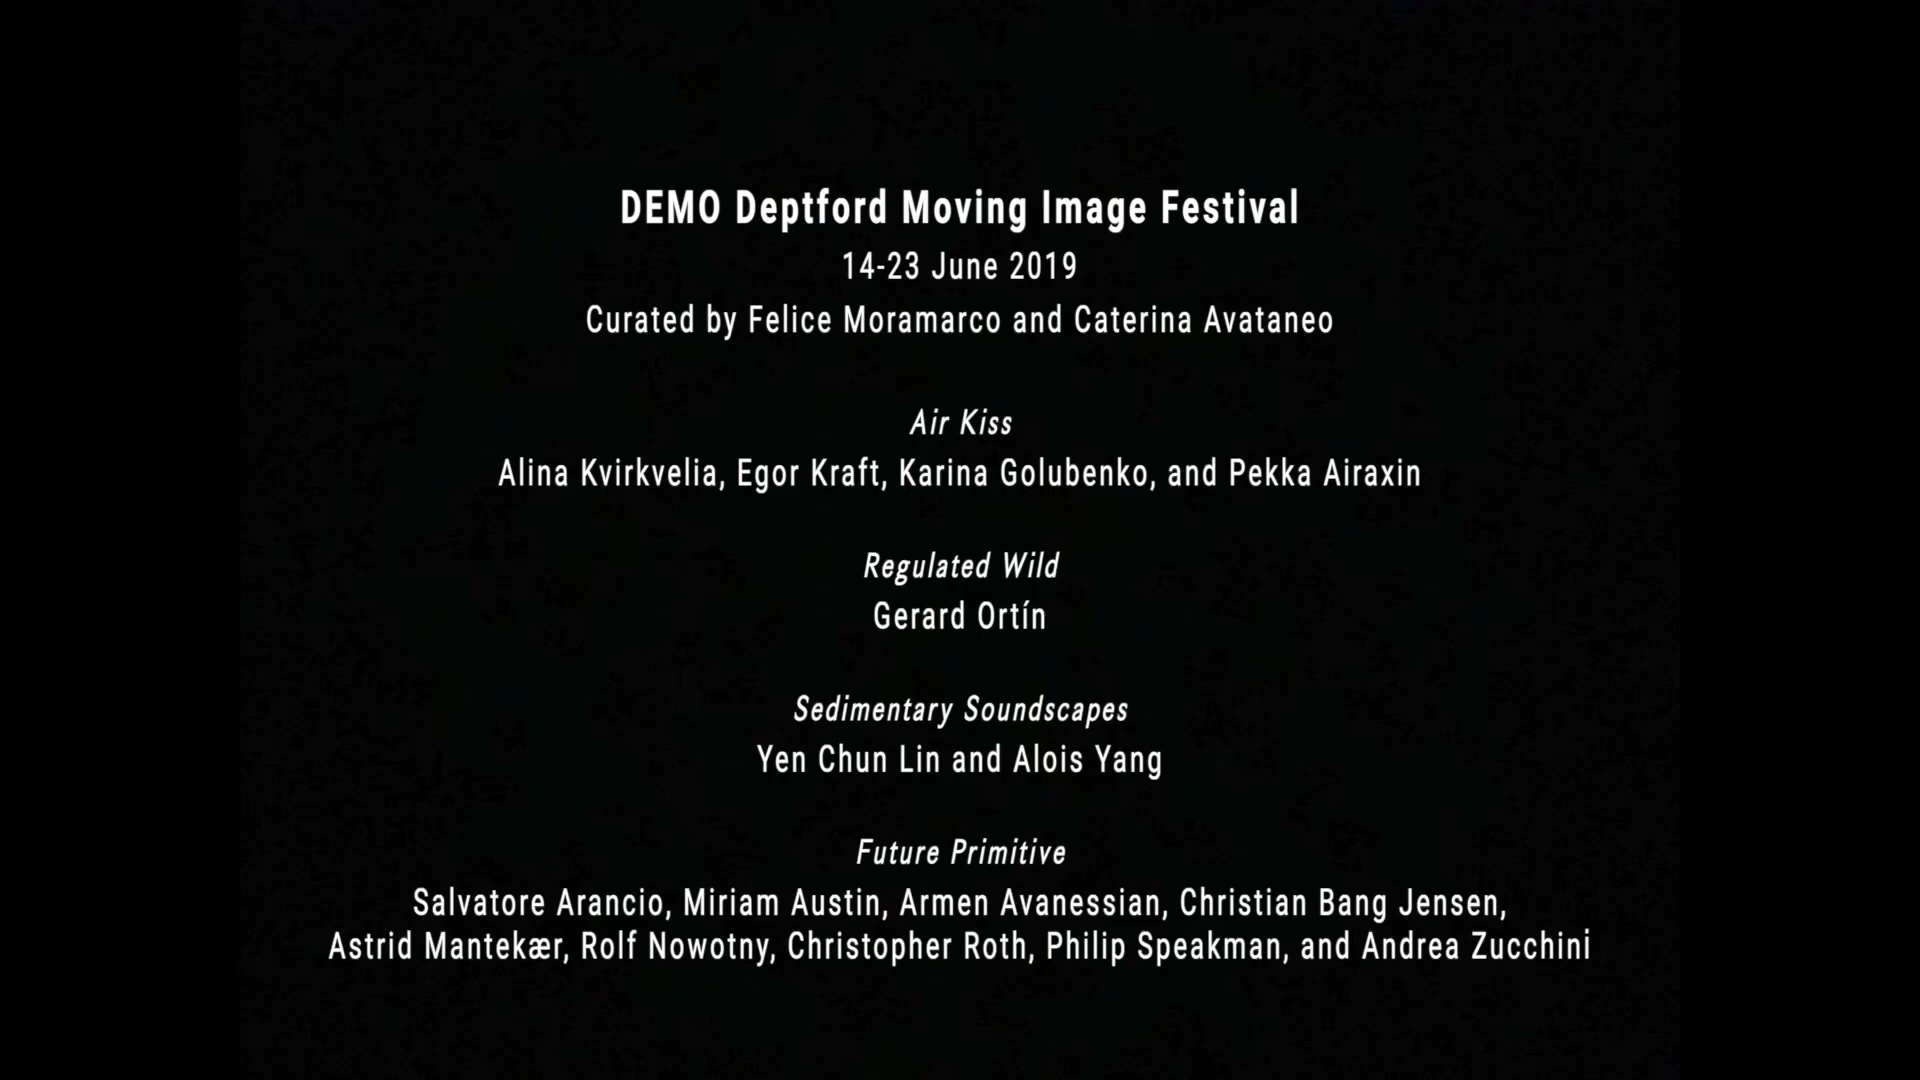 DEMO Deptford Moving Image Festival
14-23 June 2019
Curated by Felice Moramarco and Caterina Avataneo
Air Kiss
Alina Kvirkvelia, Egor Kraft, Karina Golubenko, and Pekka Airaxin
Regulated Wild
Gerard Ortín
Sedimentary Soundscapes
Yen Chun Lin and Alois Yang
Future Primitive
Salvatore Arancio, Miriam Austin, Armen Avanessian, Christian Bang Jensen,
Astrid Mantekær, Rolf Nowotny, Christopher Roth, Philip Speakman, and Andrea Zucchini